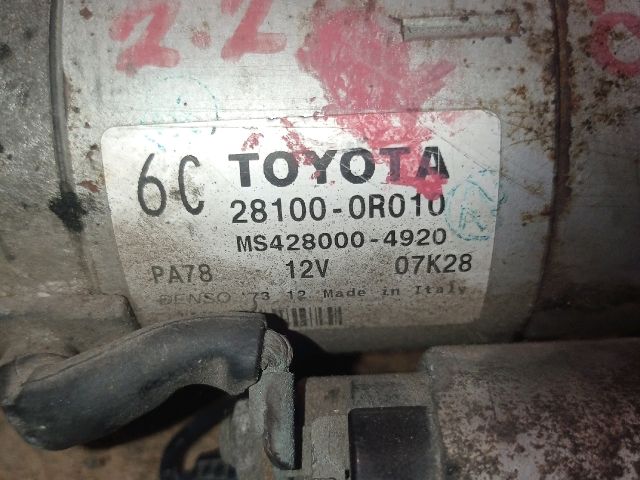 2.2
6C TOYOTA
28100-0R010
R
MS428000-4920
PA78 12V 07K28
DENSO 73 12 Made in Italy